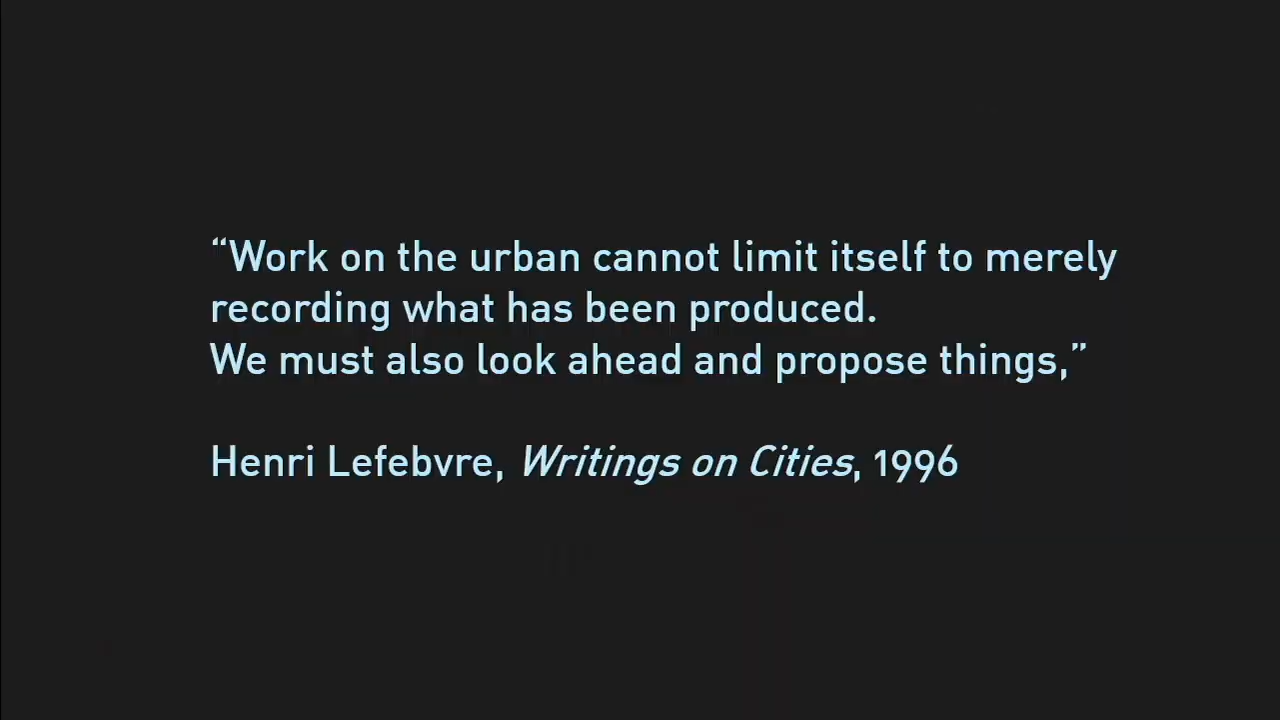 “Work on the urban cannot limit itself to merely
recording what has been produced.
We must also look ahead and propose things,”
Henri Lefebvre, Writings on Cities, 1996